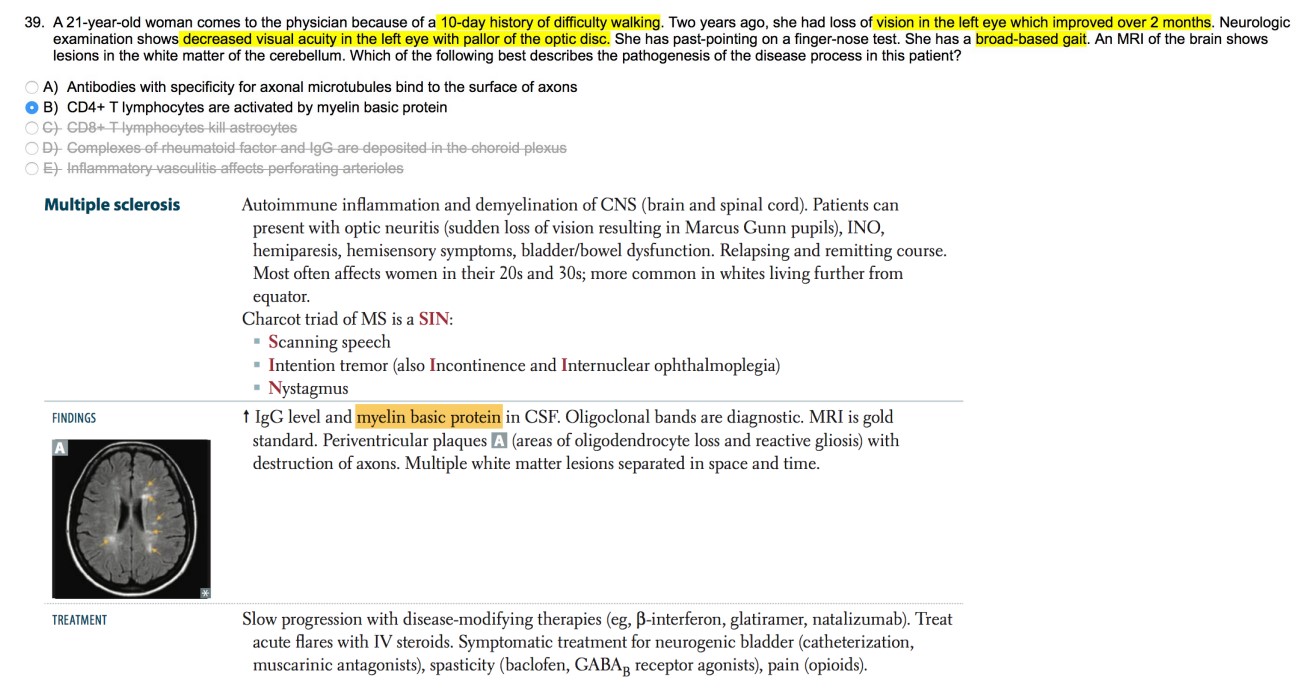 39. A 21-year-old woman comes to the physician because of a 10-day history of difficulty walking. Two years ago, she had loss of vision in the left eye which improved over 2 months. Neurologic
examination shows decreased visual acuity in the left eye with pallor of the optic disc. She has past-pointing on a finger-nose test. She has a broad-based gait. An MRI of the brain shows
lesions in the white matter of the cerebellum. Which of the following best describes the pathogenesis of the disease process in this patient?
A) Antibodies with specificity for axonal microtubules bind to the surface of axons
B) CD4+ T lymphocytes are activated by myelin basic protein
C) CD8+ T lymphocytes kill astrocytes
D) Complexes of rheumatoid factor and IgG are deposited in the choroid plexus
E) Inflammatory vasculitis affects perforating arterioles
Multiple sclerosis
Autoimmune inflammation and demyelination of CNS (brain and spinal cord). Patients can
present with optic neuritis (sudden loss of vision resulting in Marcus Gunn pupils), INO,
hemiparesis, hemisensory symptoms, bladder/bowel dysfunction. Relapsing and remitting course.
Most often affects women in their 20s and 30s; more common in whites living further from
equator.
Charcot triad of MS is a SIN:
▪ Scanning speech
▪ Intention tremor (also Incontinence and Internuclear ophthalmoplegia)
▪ Nystagmus
FINDINGS
↑ IgG level and myelin basic protein in CSF. Oligoclonal bands are diagnostic. MRI is gold
standard. Periventricular plaques A (areas of oligodendrocyte loss and reactive gliosis) with
destruction of axons. Multiple white matter lesions separated in space and time.
A
*
TREATMENT
Slow progression with disease-modifying therapies (eg, β-interferon, glatiramer, natalizumab). Treat
acute flares with IV steroids. Symptomatic treatment for neurogenic bladder (catheterization,
muscarinic antagonists), spasticity (baclofen, GABAB receptor agonists), pain (opioids).